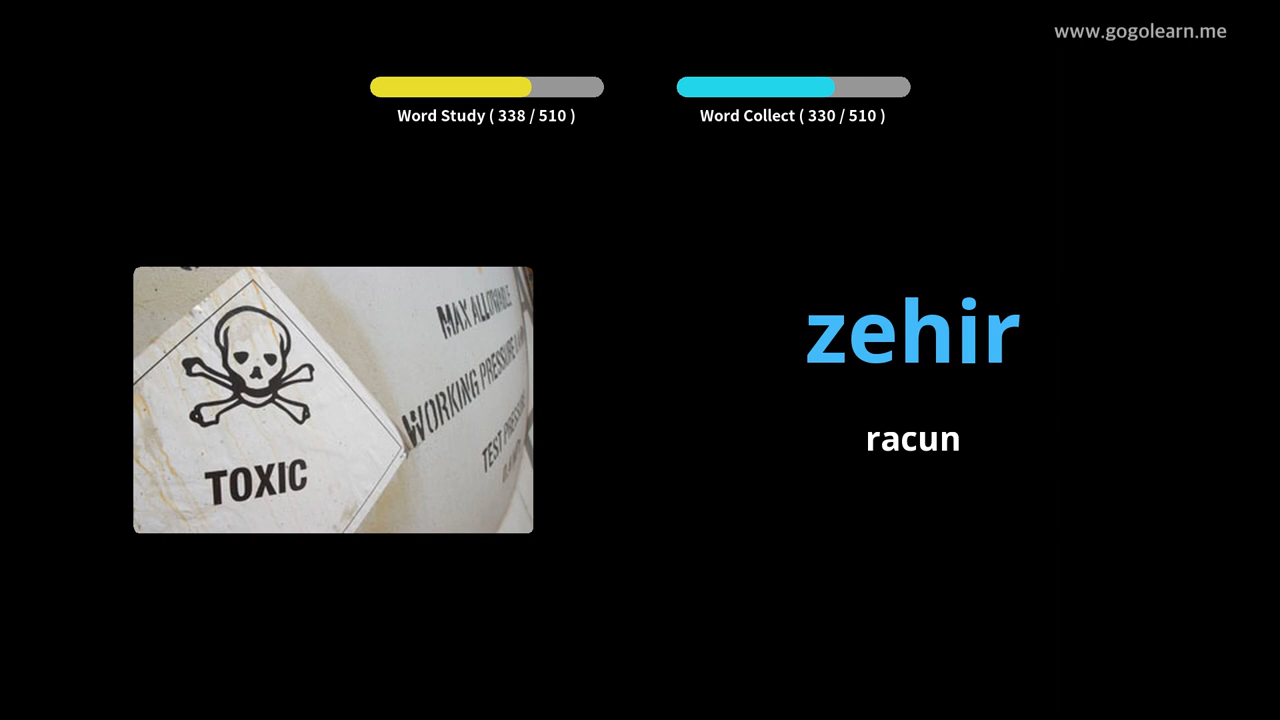 www.gogolearn.me
Word Study ( 338 / 510 )
Word Collect ( 330 / 510 )
MAX ALLOWABLE
WORKING PRESSURE
TEST PRESSURE
TOXIC
zehir
racun